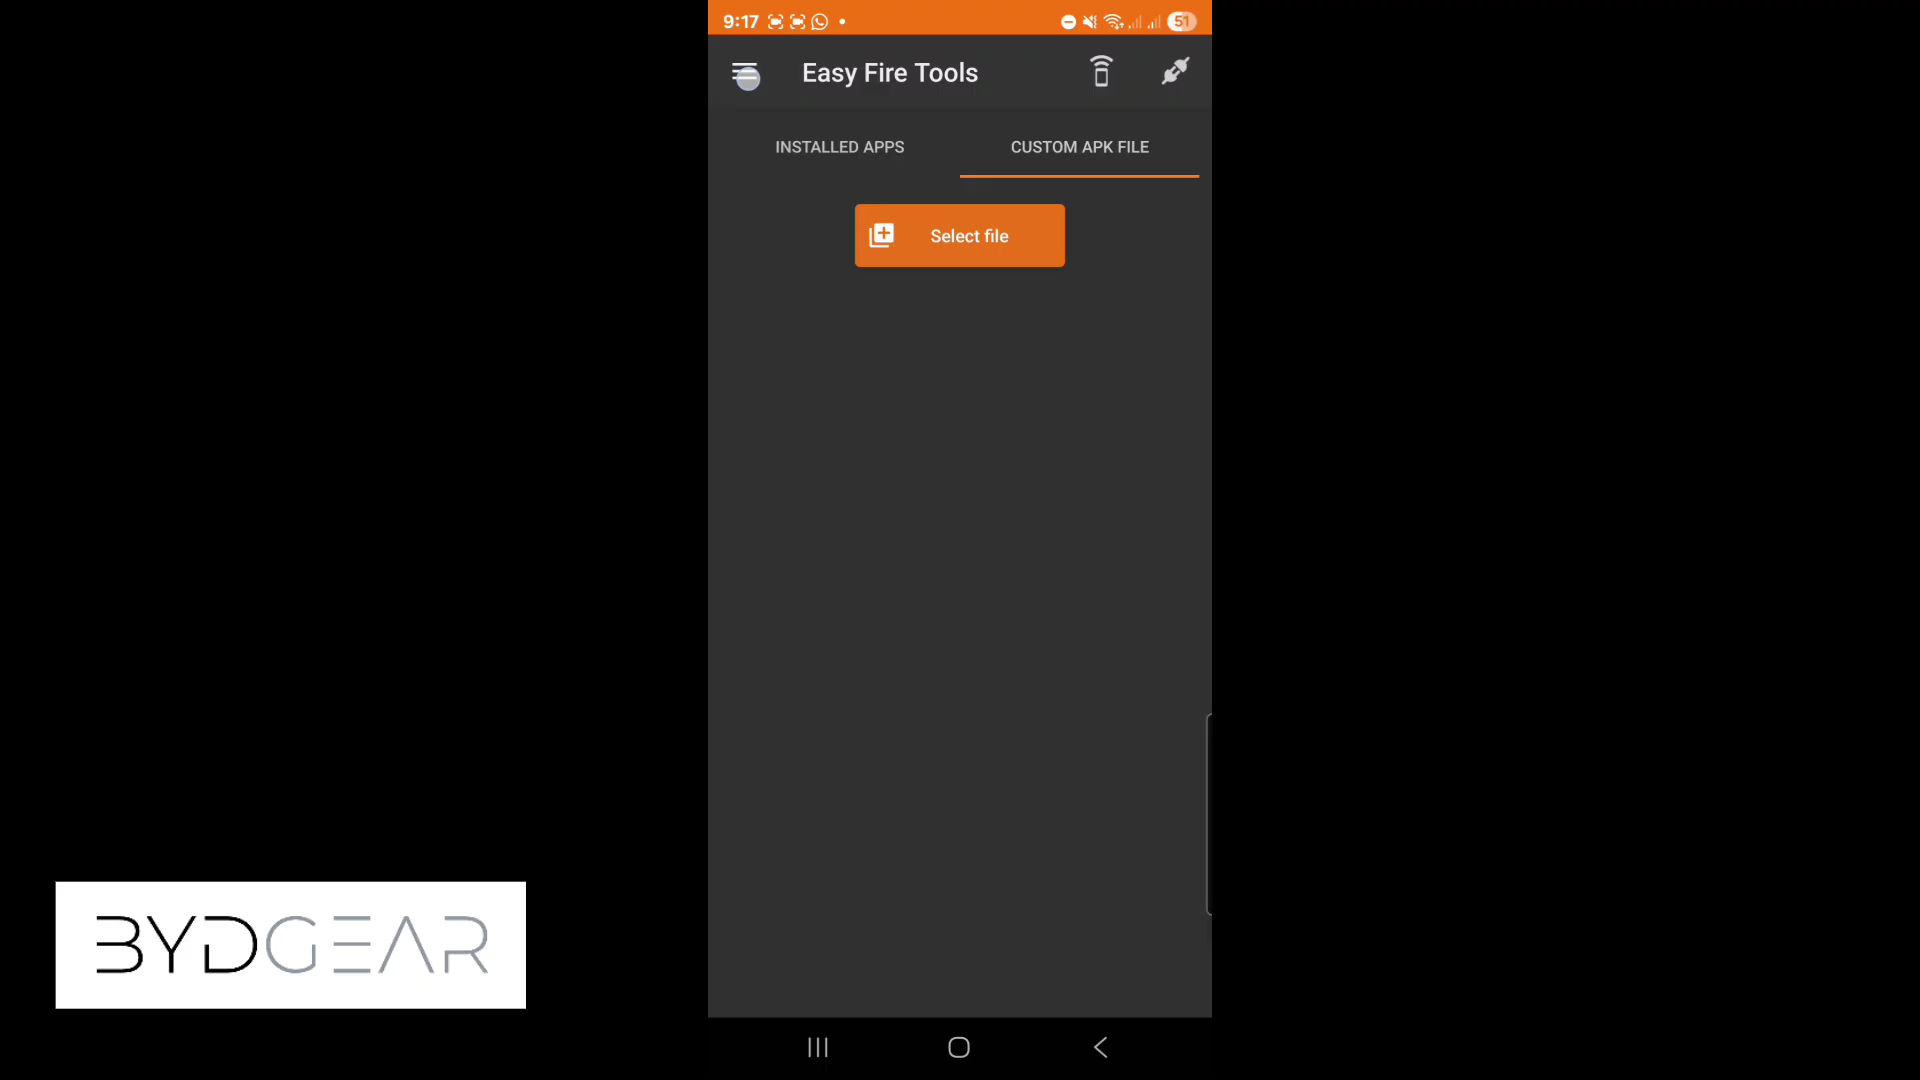 9:17
51
Easy Fire Tools
INSTALLED APPS
CUSTOM APK FILE
Select file
BYDGEAR